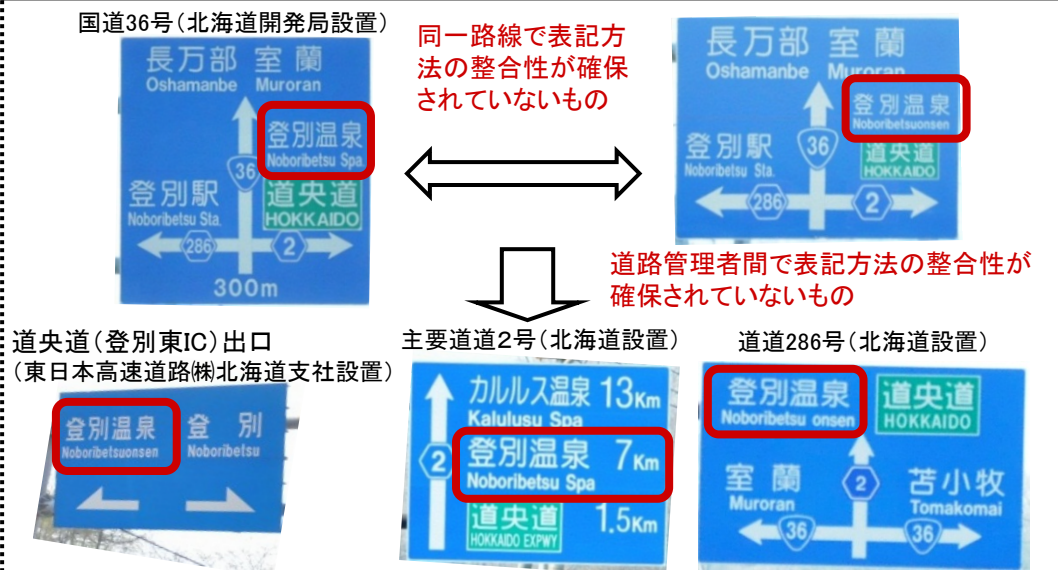 国道36号(北海道開発局設置)
長万部 室蘭
Oshamanbe Muroran
登別温泉
Noboribetsu Spa
36
登別駅
Noboribetsu Sta.
道央道
HOKKAIDO
286
2
300m
同一路線で表記方
法の整合性が確保
されていないもの
長万部 室蘭
Oshamanbe Muroran
登別温泉
Noboribetsuonsen
36
登別駅
Noboribetsu Sta.
道央道
HOKKAIDO
286
2
道路管理者間で表記方法の整合性が
確保されていないもの
道央道(登別東IC)出口
(東日本高速道路㈱北海道支社設置)
登別温泉
Noboribetsuonsen
登別
Noboribetsu
主要道道2号(北海道設置)
カルルス温泉 13Km
Kalulusu Spa
2
登別温泉 7Km
Noboribetsu Spa
道央道 1.5Km
HOKKAIDO EXPWY
道道286号(北海道設置)
登別温泉
Noboribetsu onsen
道央道
HOKKAIDO
室蘭
Muroran
2
苫小牧
Tomakomai
36
36